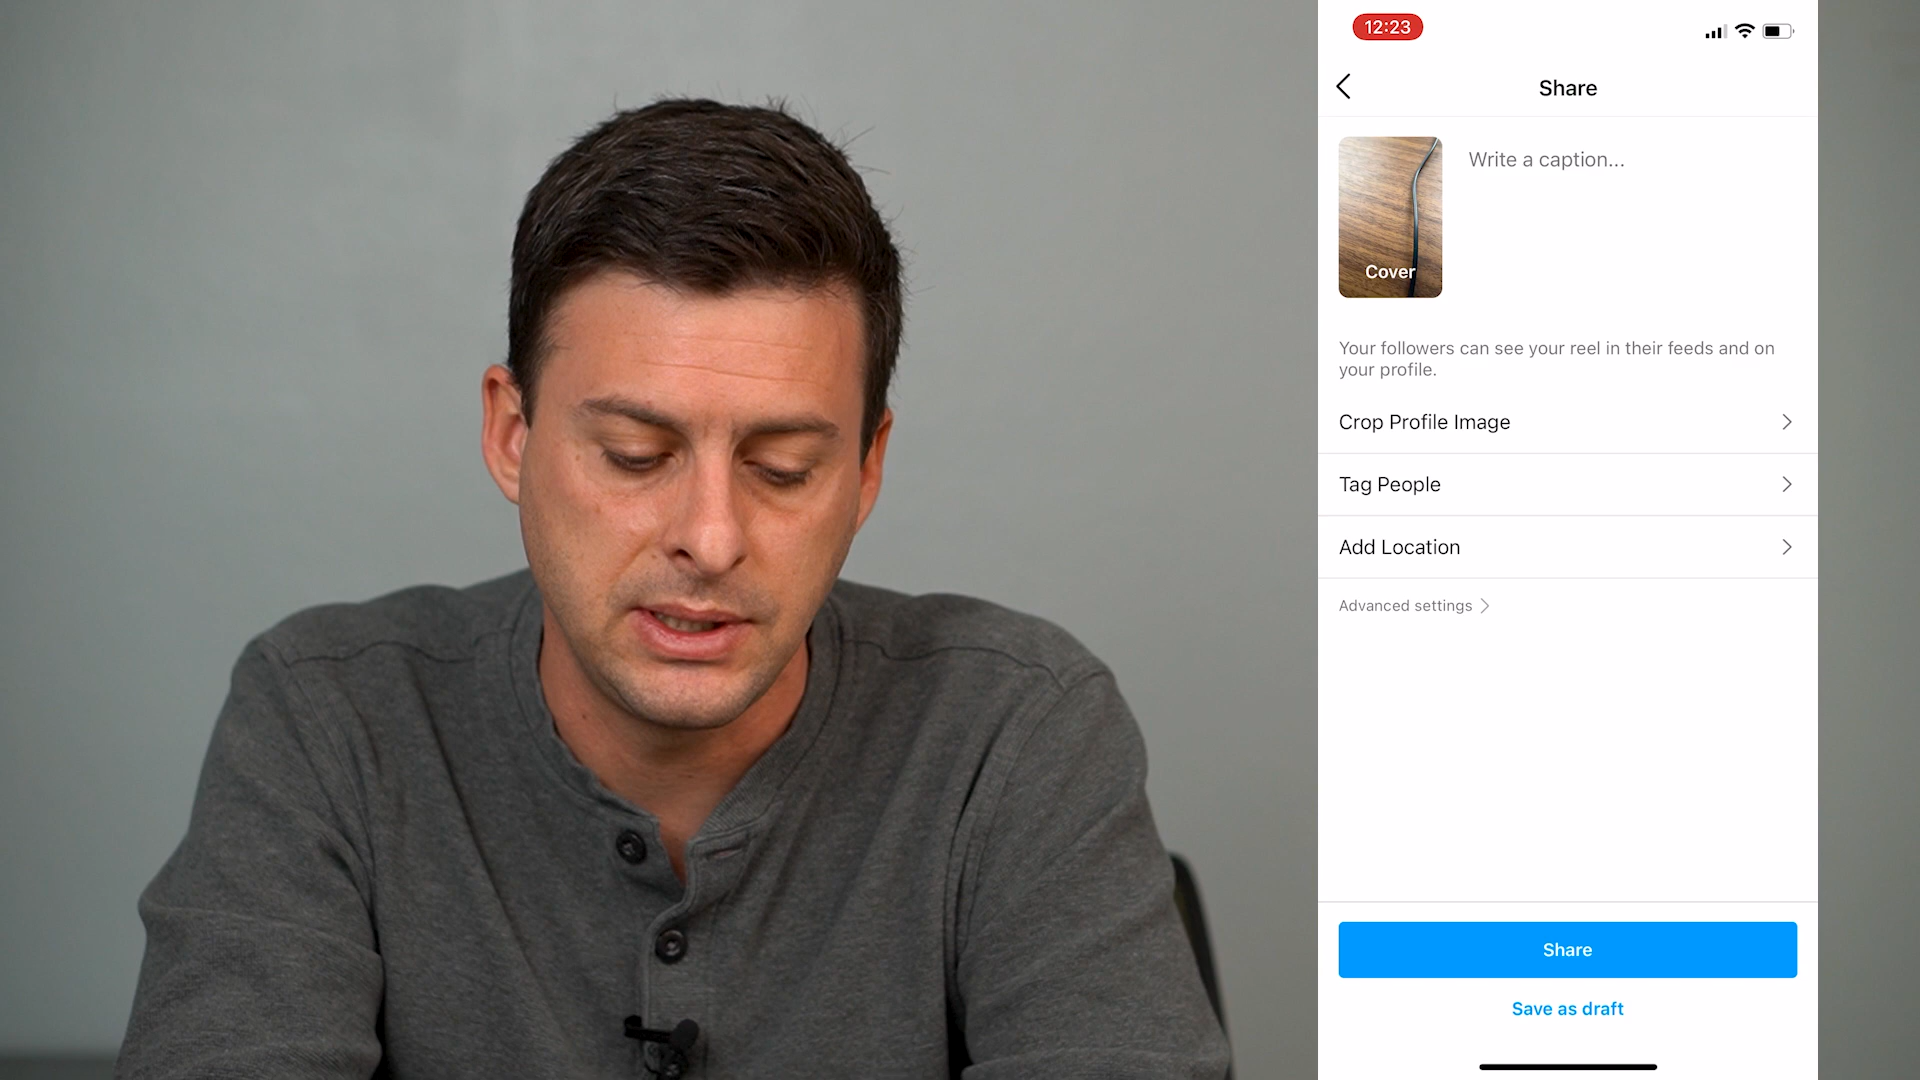 12:23
Share
Write a caption...
Cover
Your followers can see your reel in their feeds and on
your profile.
Crop Profile Image
Tag People
Add Location
Advanced settings
Share
Save as draft